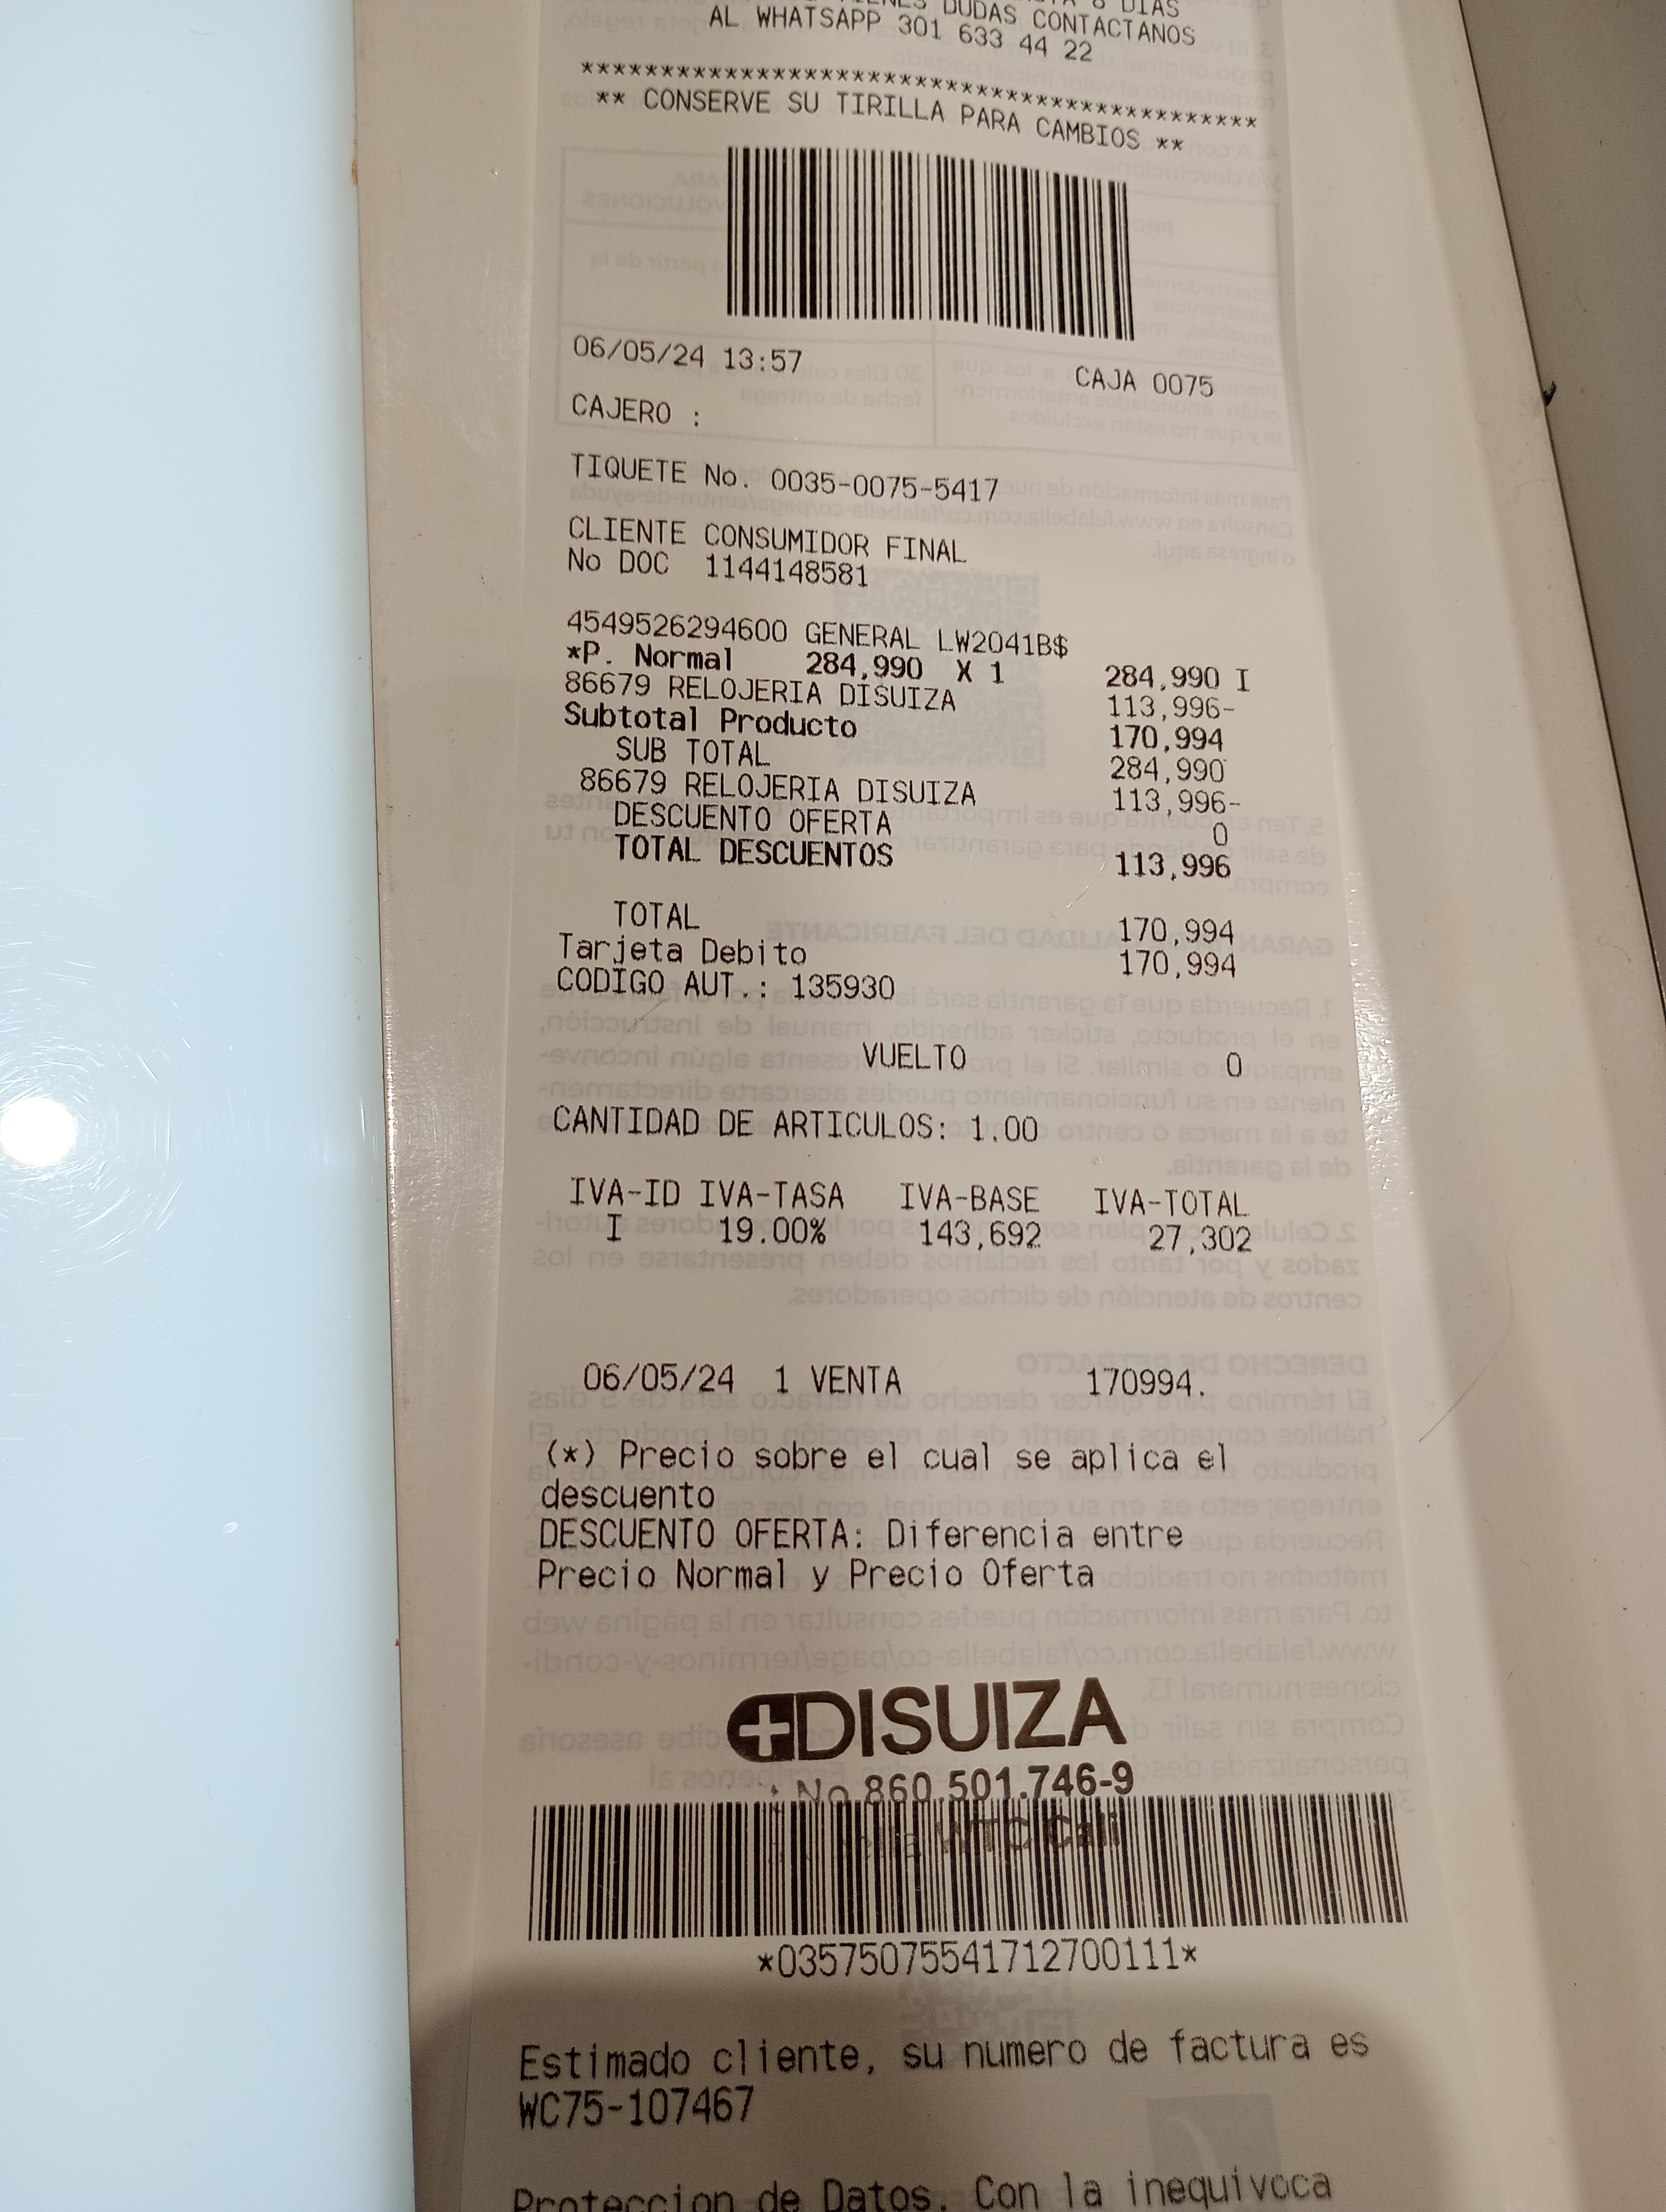 DUDAS CONTACTANOS
AL WHATSAPP 301 633 44 22
******************************************
** CONSERVE SU TIRILLA PARA CAMBIOS **
06/05/24 13:57 CAJA 0075
CAJERO :
TIQUETE No. 0035-0075-5417
CLIENTE CONSUMIDOR FINAL
No DOC 1144148581
4549526294600 GENERAL LW2041B$
*P. Normal 284,990 X 1 284,990 I
86679 RELOJERIA DISUIZA 113,996-
Subtotal Producto 170,994
SUB TOTAL 284,990
86679 RELOJERIA DISUIZA 113,996-
DESCUENTO OFERTA 0
TOTAL DESCUENTOS 113,996
TOTAL 170,994
Tarjeta Debito 170,994
CODIGO AUT.: 135930
VUELTO 0
CANTIDAD DE ARTICULOS: 1.00
IVA-ID IVA-TASA IVA-BASE IVA-TOTAL
I 19.00% 143,692 27,302
06/05/24 1 VENTA 170994.
(*) Precio sobre el cual se aplica el
descuento
DESCUENTO OFERTA: Diferencia entre
Precio Normal y Precio Oferta
DISUIZA
No 860.501.746-9
WTC Cali
*03575075541712700111*
Estimado cliente, su numero de factura es
WC75-107467
Proteccion de Datos. Con la inequivoca